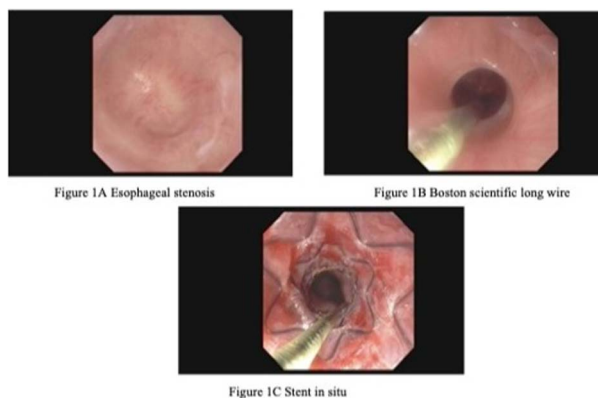 Figure 1A Esophageal stenosis
Figure 1B Boston scientific long wire
Figure 1C Stent in situ